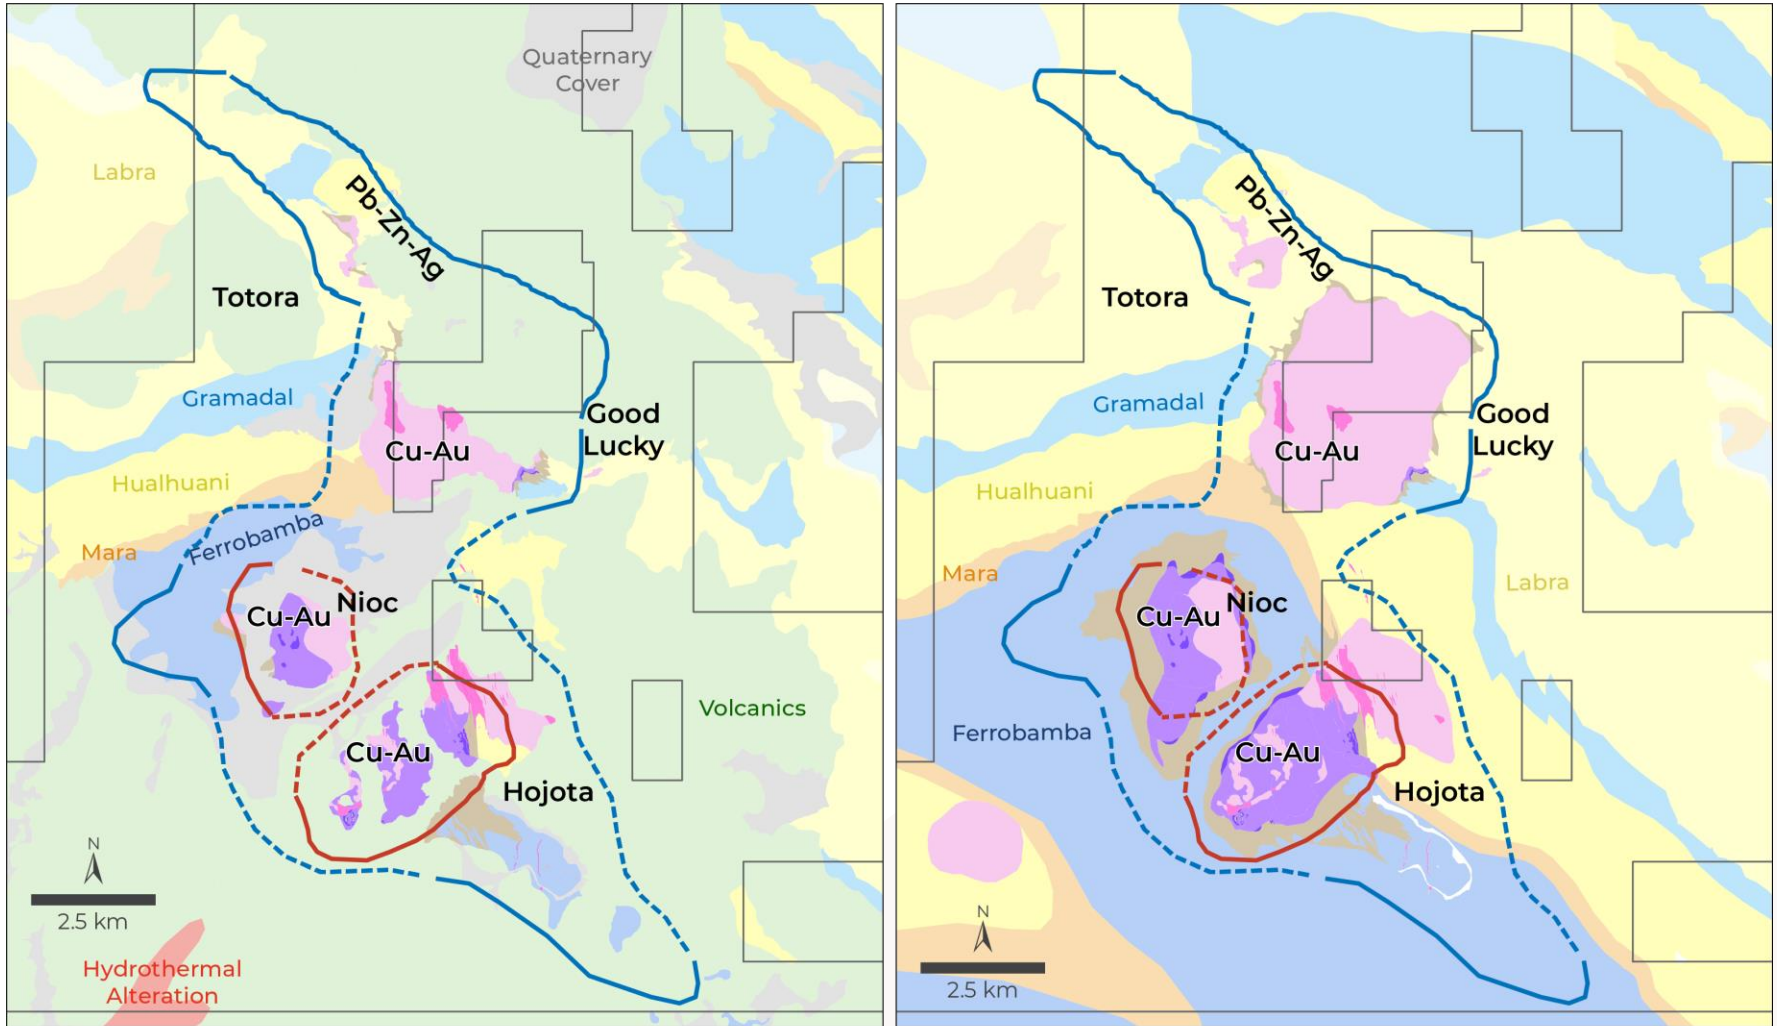 Quaternary
Cover
Labra
Pb-Zn-Ag
Totora
Gramadal
Good
Lucky
Cu-Au
Hualhuani
Ferrobamba
Mara
Cu-Au
Nioc
Volcanics
Cu-Au
Hojota
N
2.5 km
Hydrothermal
Alteration
Pb-Zn-Ag
Totora
Gramadal
Good
Lucky
Cu-Au
Hualhuani
Mara
Labra
Cu-Au
Nioc
Ferrobamba
Cu-Au
Hojota
N
2.5 km